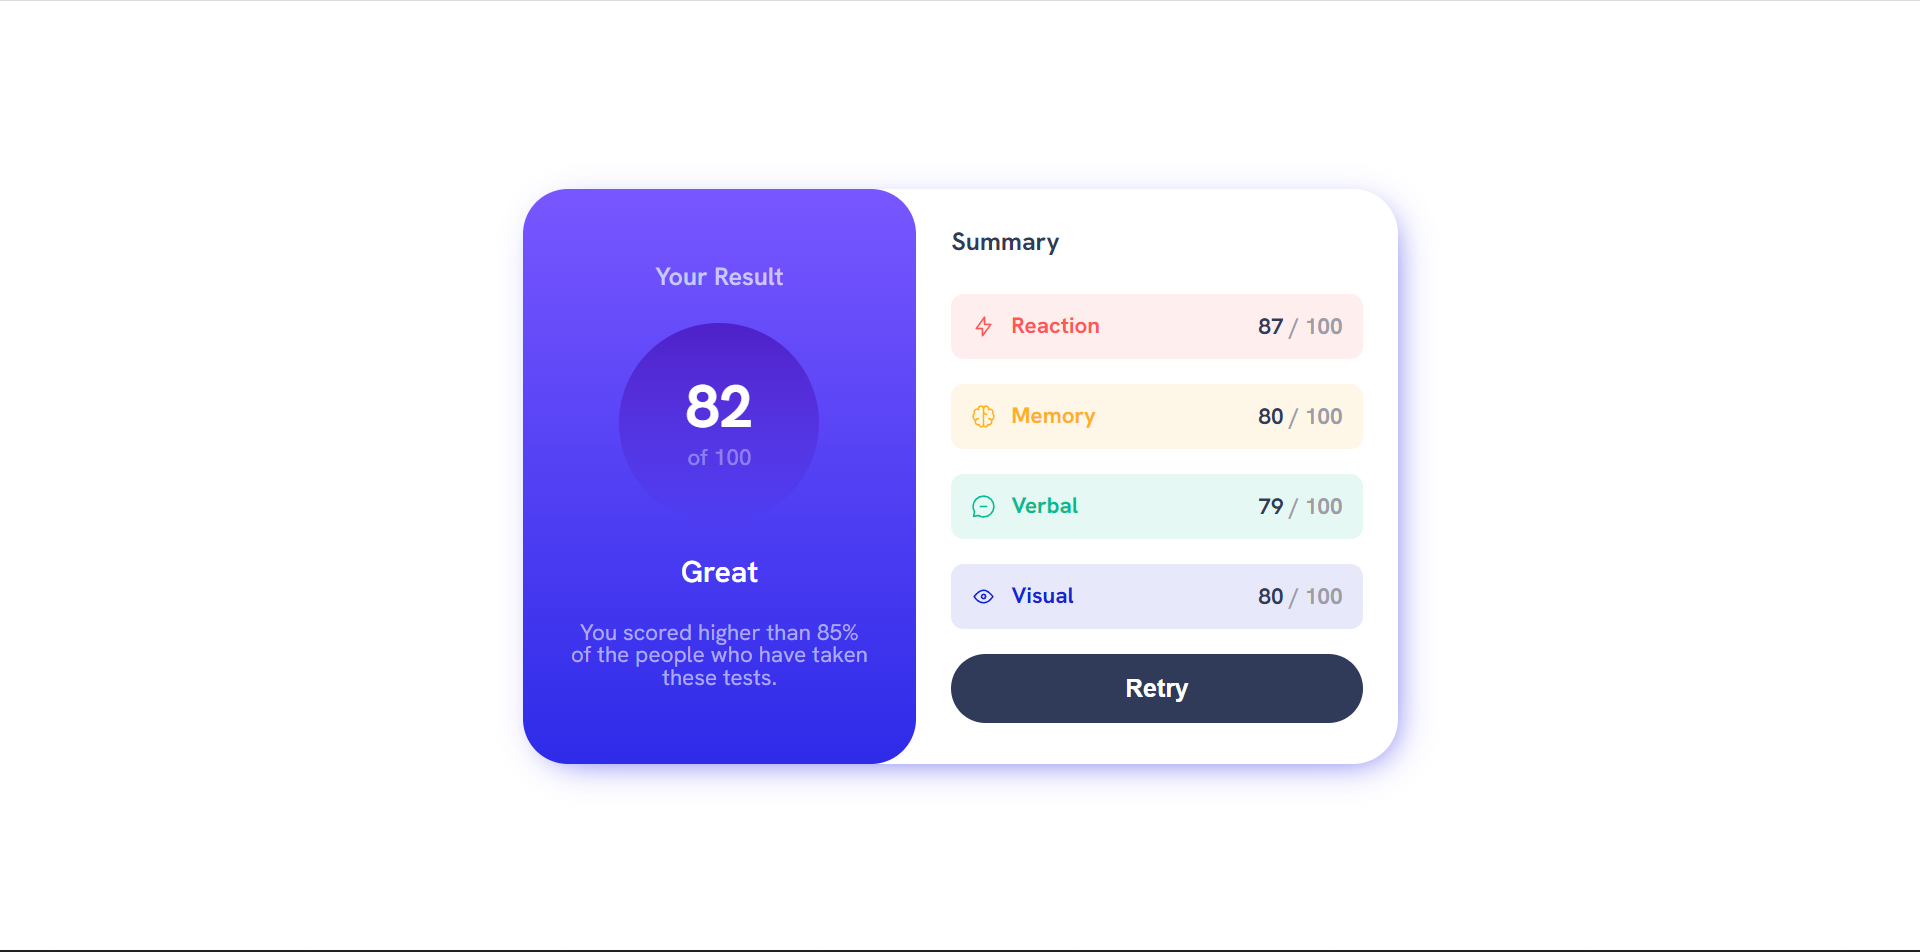 Your Result
82
of 100
Great
You scored higher than 85%
of the people who have taken
these tests.
Summary
Reaction 87 / 100
Memory 80 / 100
Verbal 79 / 100
Visual 80 / 100
Retry